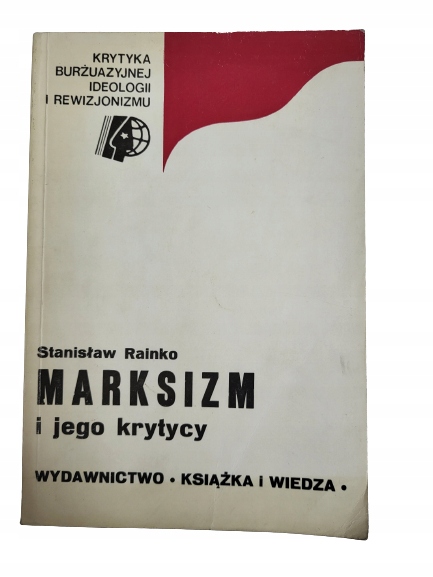 KRYTYKA
BURŻUAZYJNEJ
IDEOLOGII
I REWIZJONIZMU
Stanisław Rainko
MARKSIZM
i jego krytycy
WYDAWNICTWO • KSIĄŻKA i WIEDZA •